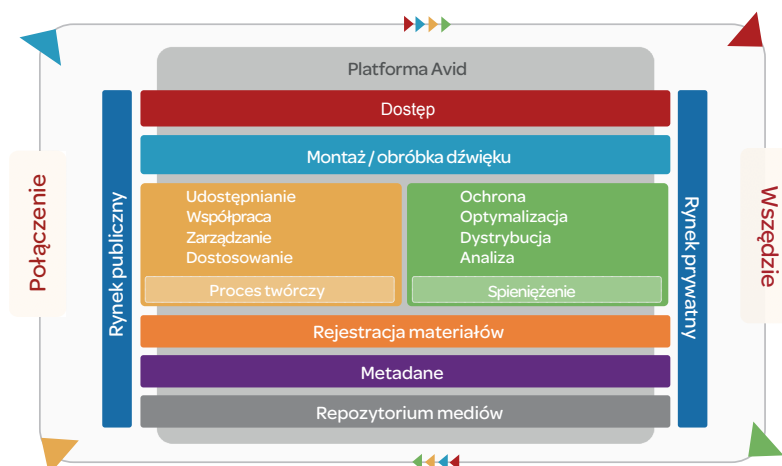 Platforma Avid
Dostęp
Montaż / obróbka dźwięku
Połączenie
Rynek publiczny
Udostępnianie
Współpraca
Zarządzanie
Dostosowanie
Proces twórczy
Ochrona
Optymalizacja
Dystrybucja
Analiza
Spieniężenie
Rynek prywatny
Wszędzie
Rejestracja materiałów
Metadane
Repozytorium mediów